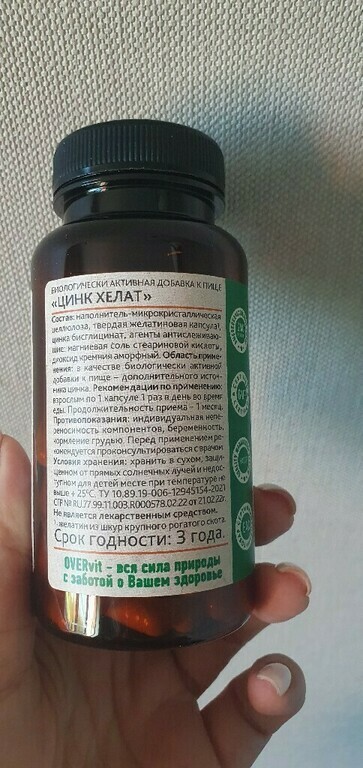 БИОЛОГИЧЕСКИ АКТИВНАЯ ДОБАВКА К ПИЩЕ
«ЦИНК ХЕЛАТ»
Состав: наполнитель-микрокристаллическая
целлюлоза, твердая желатиновая капсула¹,
цинка бисглицинат, агенты антислеживаю-
щие: магниевая соль стеариновой кислоты,
диоксид кремния аморфный. Область приме-
нения: в качестве биологически активной
добавки к пище – дополнительного источ-
ника цинка. Рекомендации по применению:
взрослым по 1 капсуле 1 раз в день во время
еды. Продолжительность приема – 1 месяц.
Противопоказания: индивидуальная непе-
реносимость компонентов, беременность,
кормление грудью. Перед применением ре-
комендуется проконсультироваться с врачом.
Условия хранения: хранить в сухом, защи-
щенном от прямых солнечных лучей и недос-
тупном для детей месте при температуре не
выше + 25°С. ТУ 10.89.19-006-12945154-2021
СГР № RU.77.99.11.003.R.000578.02.22 от 21.02.22г.
Не является лекарственным средством.
¹-желатин из шкур крупного рогатого скота.
Срок годности: 3 года.
OVERvit – вся сила природы
с заботой о Вашем здоровье